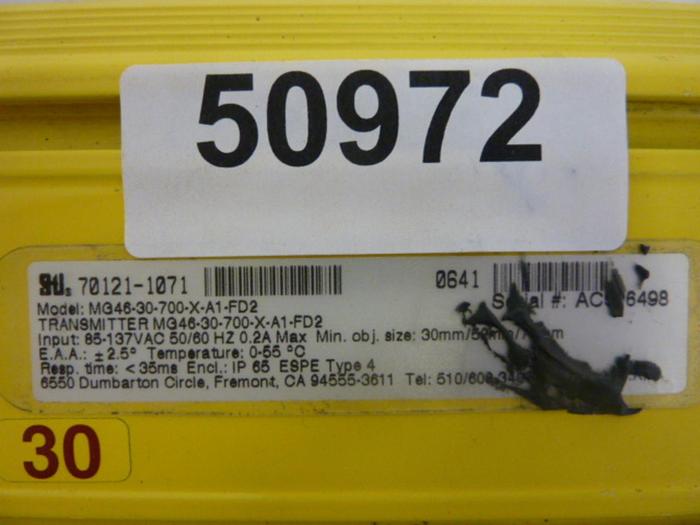 50972
STI 70121-1071
0641
Model: MG46-30-700-X-A1-FD2
Serial #:
TRANSMITTER MG46-30-700-X-A1-FD2
Input: 85-137VAC 50/60 HZ 0.2A Max Min. obj. size:
E.A.A.: ±2.5° Temperature: 0-55 °C
Resp. time: <35ms Encl.: IP 65 ESPE Type 4
6550 Dumbarton Circle, Fremont, CA 94555-3611 Tel:
30